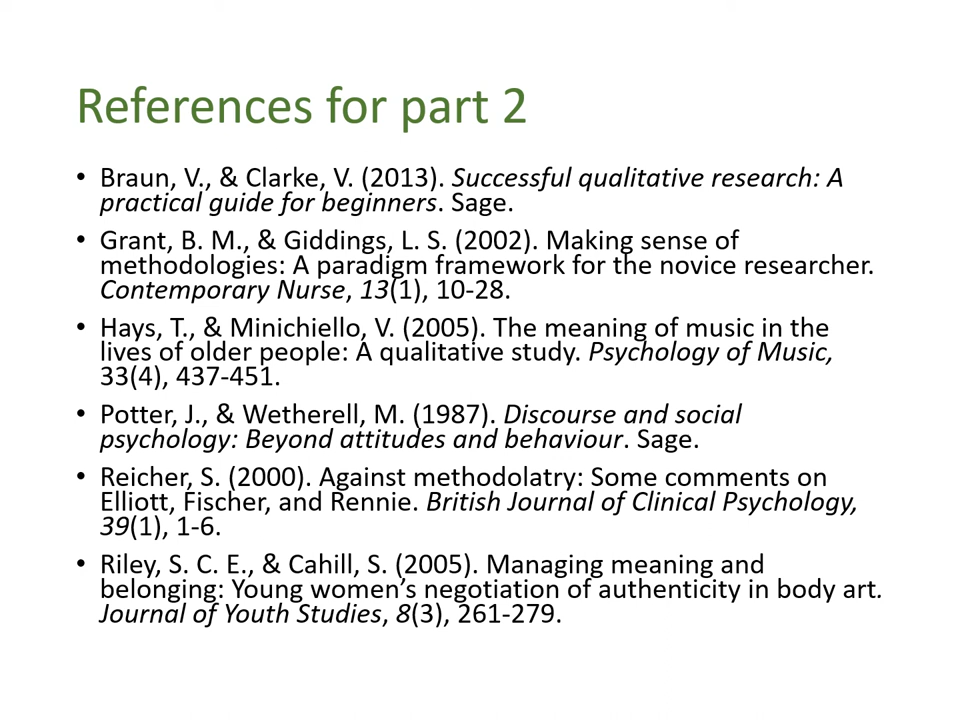 References for part 2
• Braun, V., & Clarke, V. (2013). Successful qualitative research: A
practical guide for beginners. Sage.
• Grant, B. M., & Giddings, L. S. (2002). Making sense of
methodologies: A paradigm framework for the novice researcher.
Contemporary Nurse, 13(1), 10-28.
• Hays, T., & Minichiello, V. (2005). The meaning of music in the
lives of older people: A qualitative study. Psychology of Music,
33(4), 437-451.
• Potter, J., & Wetherell, M. (1987). Discourse and social
psychology: Beyond attitudes and behaviour. Sage.
• Reicher, S. (2000). Against methodolatry: Some comments on
Elliott, Fischer, and Rennie. British Journal of Clinical Psychology,
39(1), 1-6.
• Riley, S. C. E., & Cahill, S. (2005). Managing meaning and
belonging: Young women’s negotiation of authenticity in body art.
Journal of Youth Studies, 8(3), 261-279.